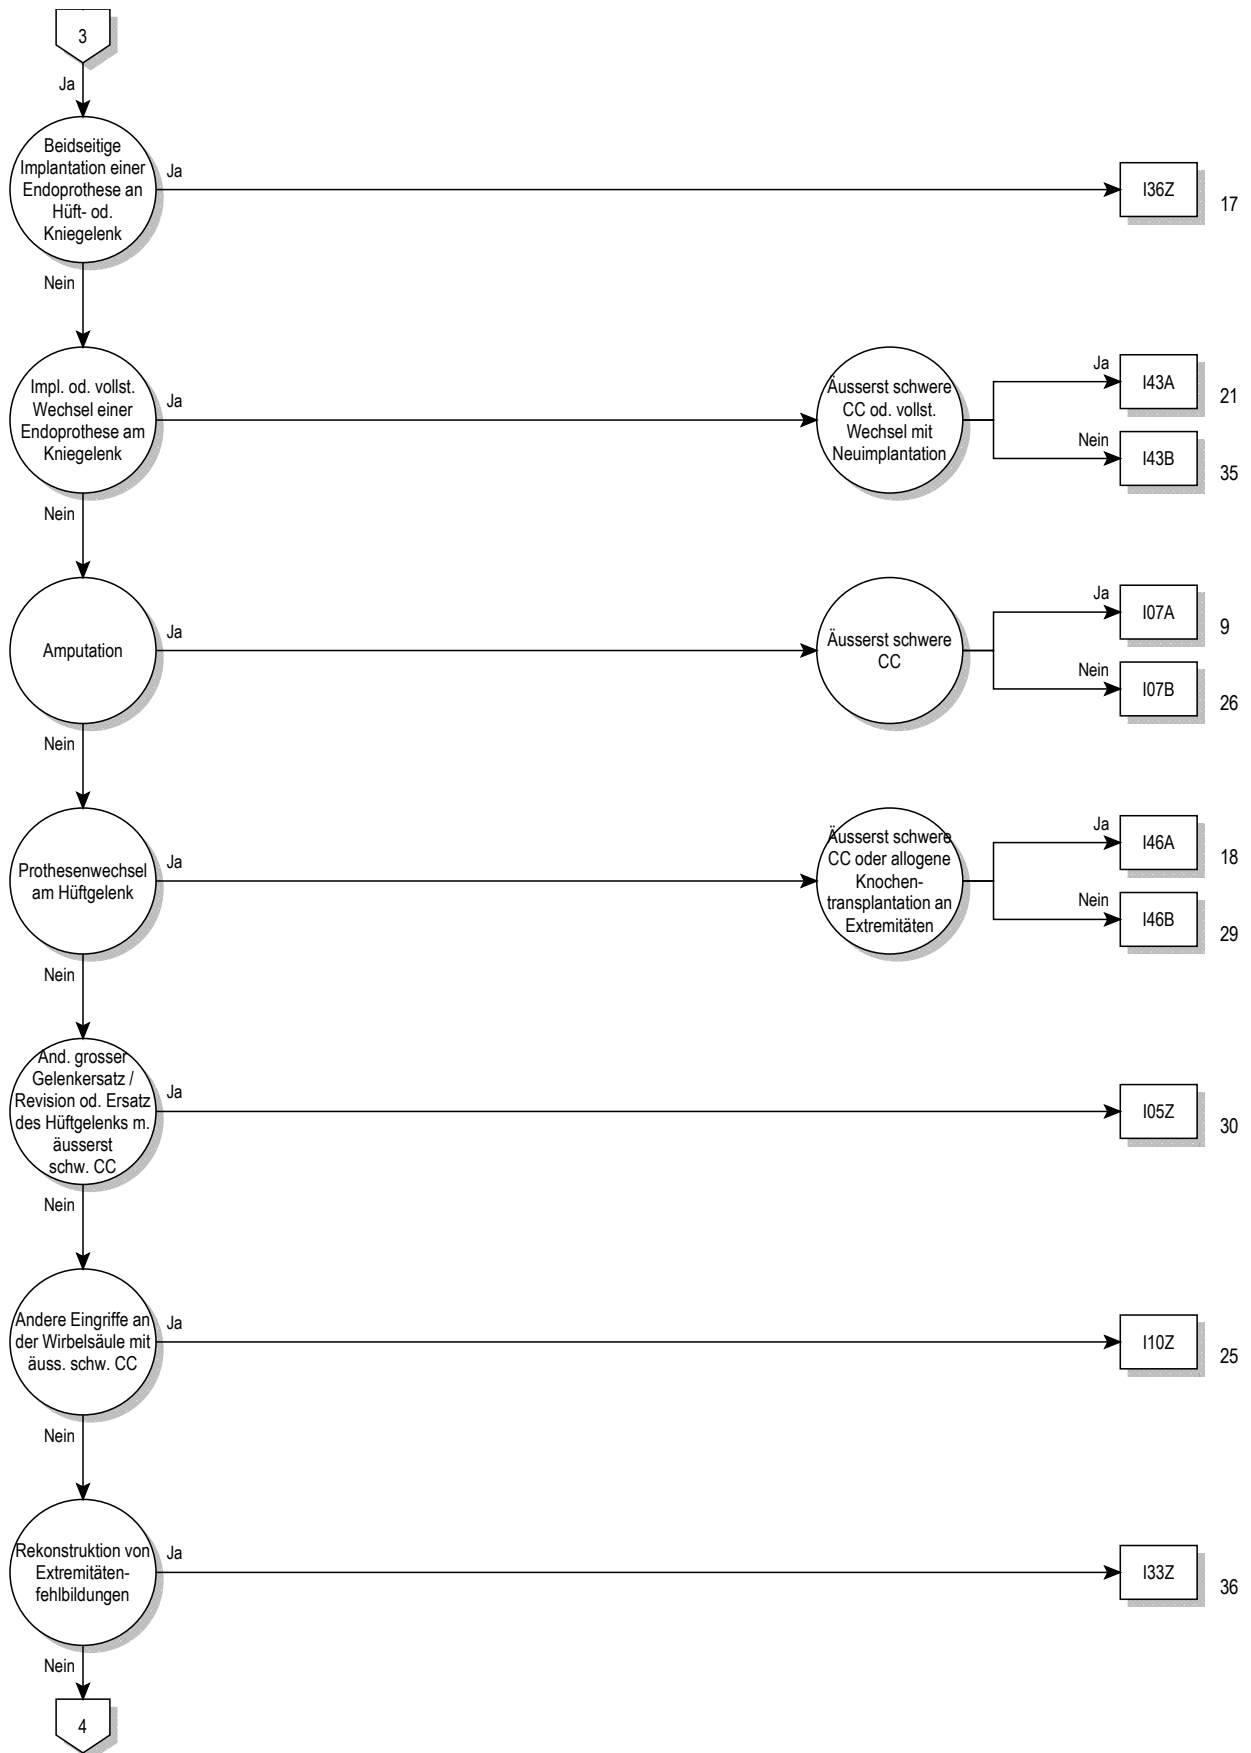 3
Ja
Beidseitige
Implantation einer
Endoprothese an
Hüft- od.
Kniegelenk
Ja
I36Z
17
Nein
Impl. od. vollst.
Wechsel einer
Endoprothese am
Kniegelenk
Ja
Äusserst schwere
CC od. vollst.
Wechsel mit
Neuimplantation
Ja
I43A
21
Nein
I43B
35
Nein
Amputation
Ja
Äusserst schwere
CC
Ja
I07A
9
Nein
I07B
26
Nein
Prothesenwechsel
am Hüftgelenk
Ja
Äusserst schwere
CC oder allogene
Knochen-
transplantation an
Extremitäten
Ja
I46A
18
Nein
I46B
29
Nein
And. grosser
Gelenkersatz /
Revision od. Ersatz
des Hüftgelenks m.
äusserst
schw. CC
Ja
I05Z
30
Nein
Andere Eingriffe an
der Wirbelsäule mit
äuss. schw. CC
Ja
I10Z
25
Nein
Rekonstruktion von
Extremitäten-
fehlbildungen
Ja
I33Z
36
Nein
4